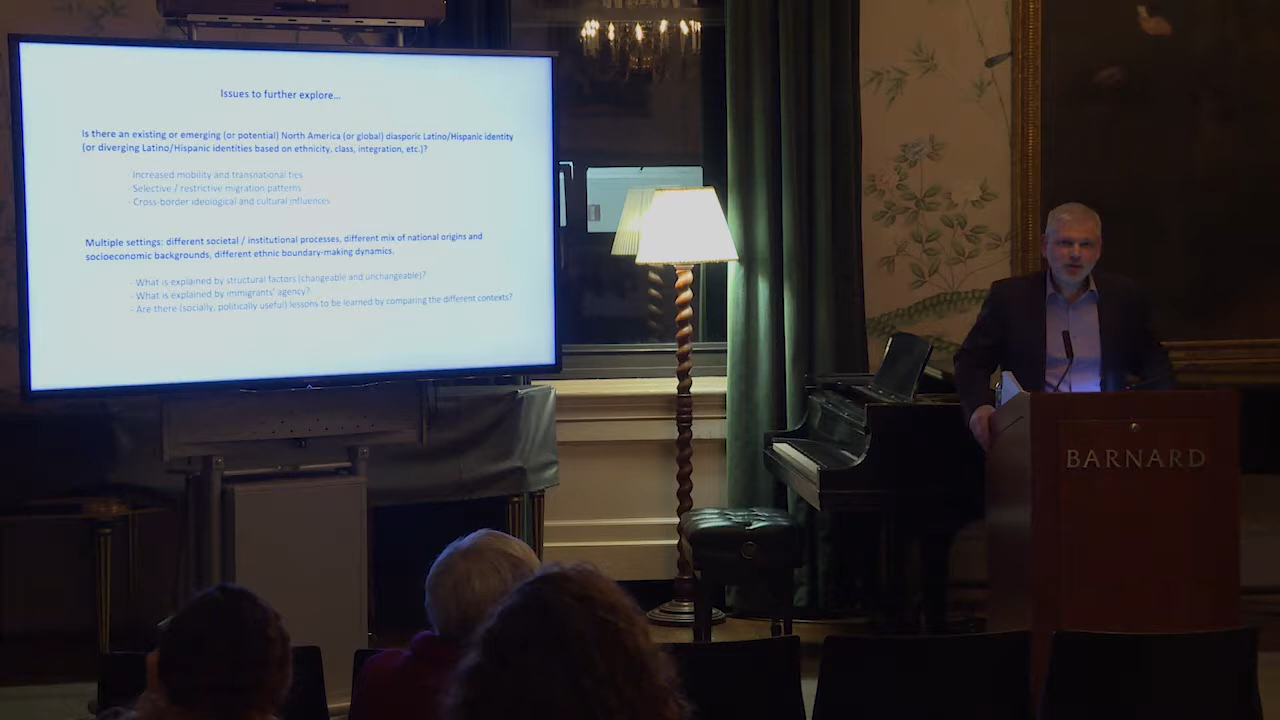 Issues to further explore...
Is there an existing or emerging (or potential) North America (or global) diasporic Latino/Hispanic identity
(or diverging Latino/Hispanic identities based on ethnicity, class, integration, etc.)?
- Increased mobility and transnational ties
- Selective / restrictive migration patterns
- Cross-border ideological and cultural influences
Multiple settings: different societal / institutional processes, different mix of national origins and
socioeconomic backgrounds, different ethnic boundary-making dynamics.
- What is explained by structural factors (changeable and unchangeable)?
- What is explained by immigrants' agency?
- Are there (socially, politically useful) lessons to be learned by comparing the different contexts?
BARNARD